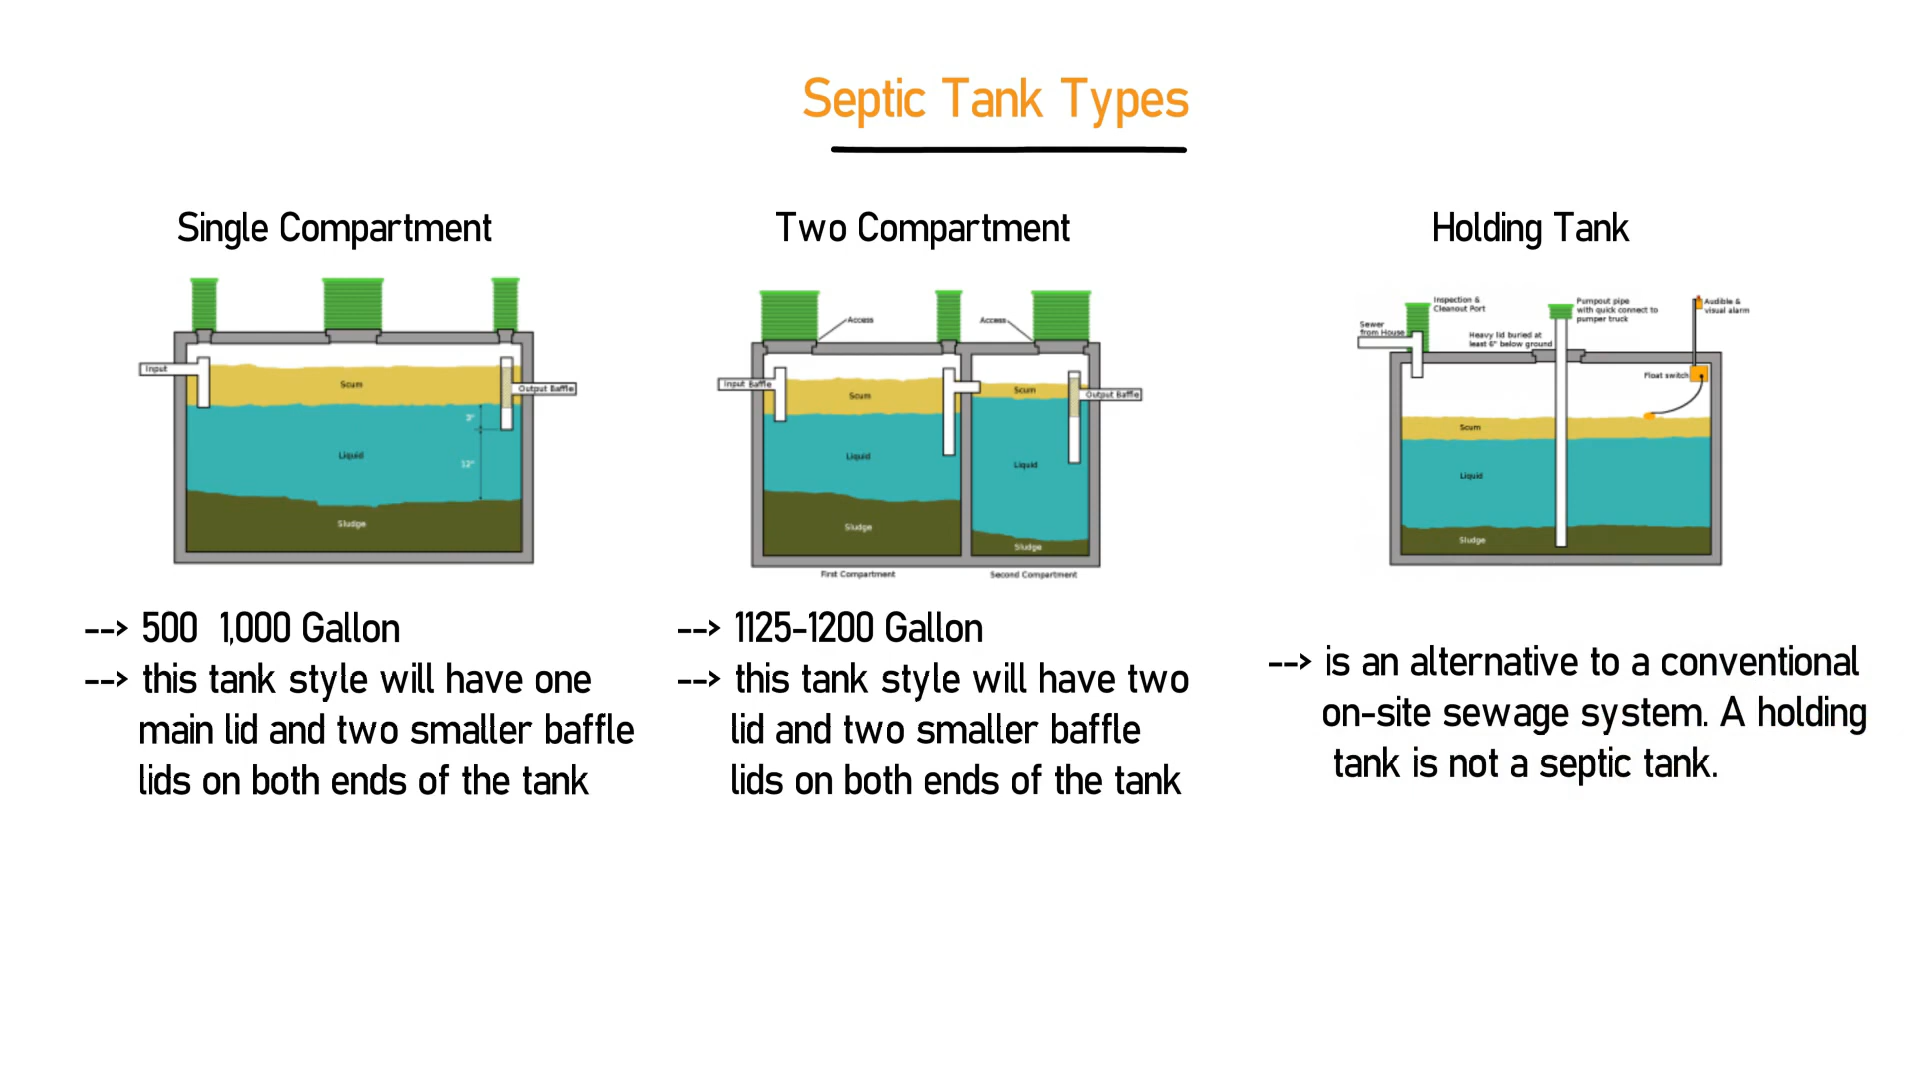 Septic Tank Types
Single Compartment
Input
Scum
Output Baffle
3"
12"
Liquid
Sludge
--> 500  1,000 Gallon
--> this tank style will have one
main lid and two smaller baffle
lids on both ends of the tank
Two Compartment
Access
Access
Input Baffle
Scum
Scum
Output Baffle
Liquid
Liquid
Sludge
Sludge
First Compartment
Second Compartment
--> 1125-1200 Gallon
--> this tank style will have two
lid and two smaller baffle
lids on both ends of the tank
Holding Tank
Inspection &
Cleanout Port
Pumpout pipe
with quick connect to
pumper truck
Audible &
visual alarm
Sewer
from House
Heavy lid buried at
least 6" below ground
Float switch
Scum
Liquid
Sludge
--> is an alternative to a conventional
on-site sewage system. A holding
tank is not a septic tank.